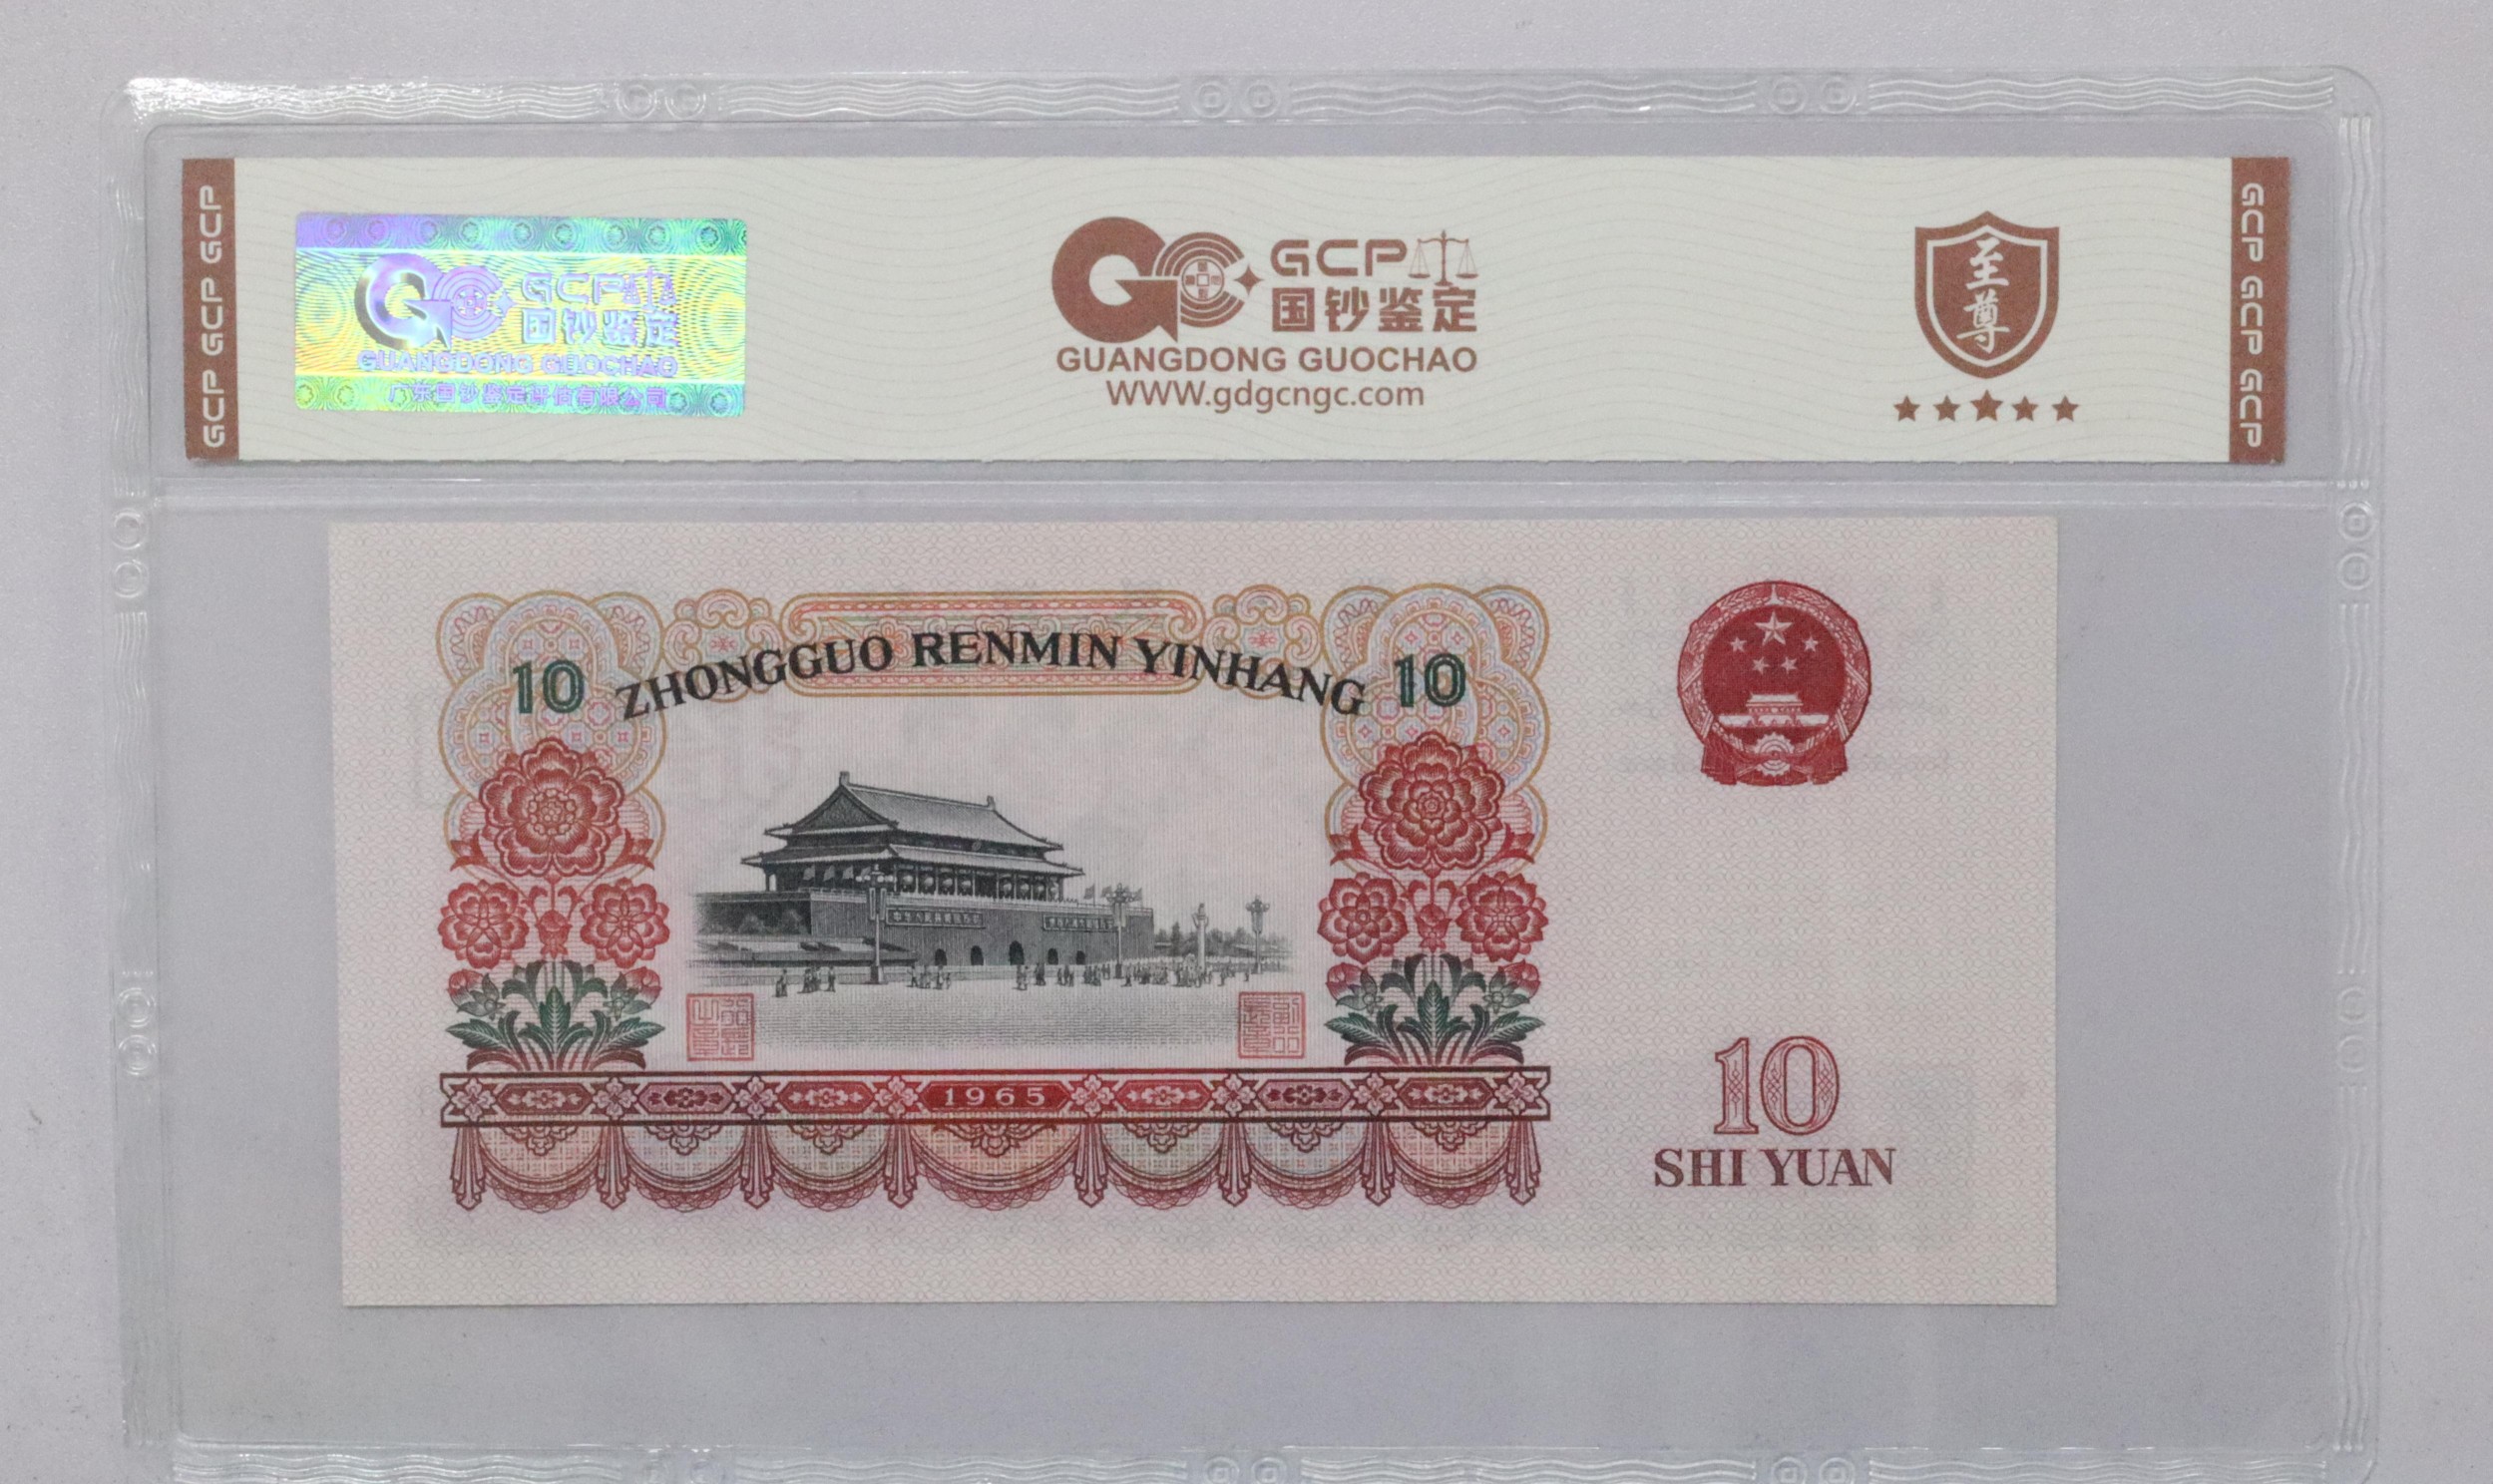 GCP GCP GCP
GCP
国钞鉴定
GUANGDONG GUOCHAO
广东国钞鉴定评估有限公司
GCP
国钞鉴定
GUANGDONG GUOCHAO
WWW.gdgcngc.com
至尊
GCP GCP GCP
10 ZHONGGUO RENMIN YINHANG 10
1965
10
SHI YUAN